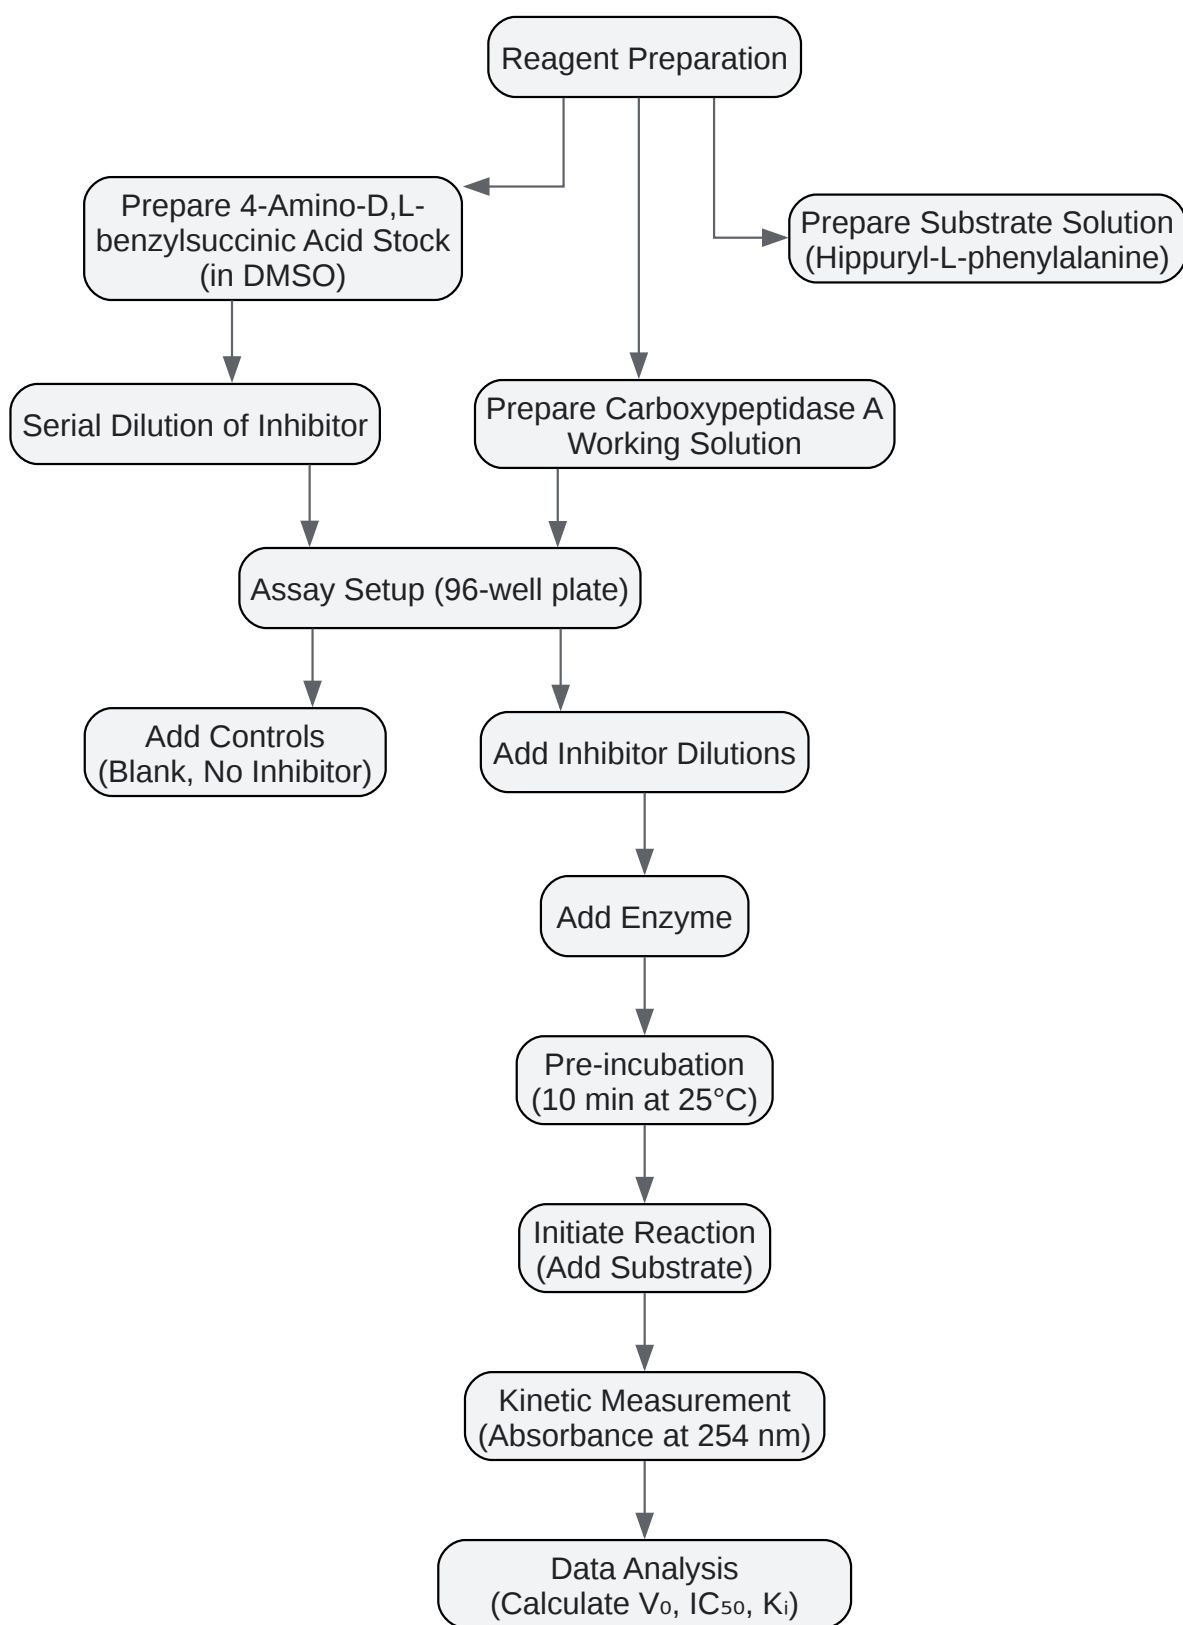 Reagent Preparation
Prepare 4-Amino-D,L-
benzylsuccinic Acid Stock
(in DMSO)
Prepare Substrate Solution
(Hippuryl-L-phenylalanine)
Serial Dilution of Inhibitor
Prepare Carboxypeptidase A
Working Solution
Assay Setup (96-well plate)
Add Controls
(Blank, No Inhibitor)
Add Inhibitor Dilutions
Add Enzyme
Pre-incubation
(10 min at 25°C)
Initiate Reaction
(Add Substrate)
Kinetic Measurement
(Absorbance at 254 nm)
Data Analysis
(Calculate V₀, IC₅₀, Kᵢ)